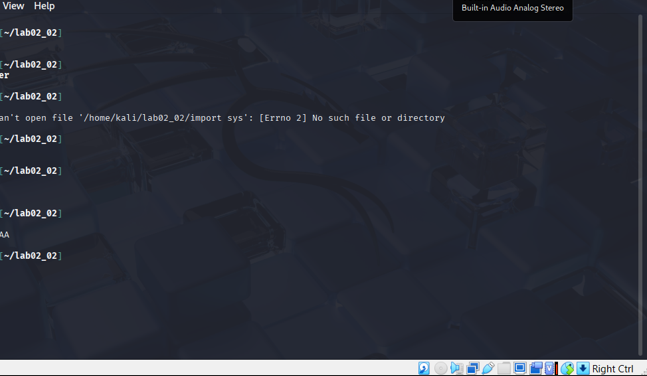 View Help
Built-in Audio Analog Stereo
[~/lab02_02]
[~/lab02_02]
er
[~/lab02_02]
an't open file '/home/kali/lab02_02/import sys': [Errno 2] No such file or directory
[~/lab02_02]
[~/lab02_02]
[~/lab02_02]
AA
[~/lab02_02]
Right Ctrl